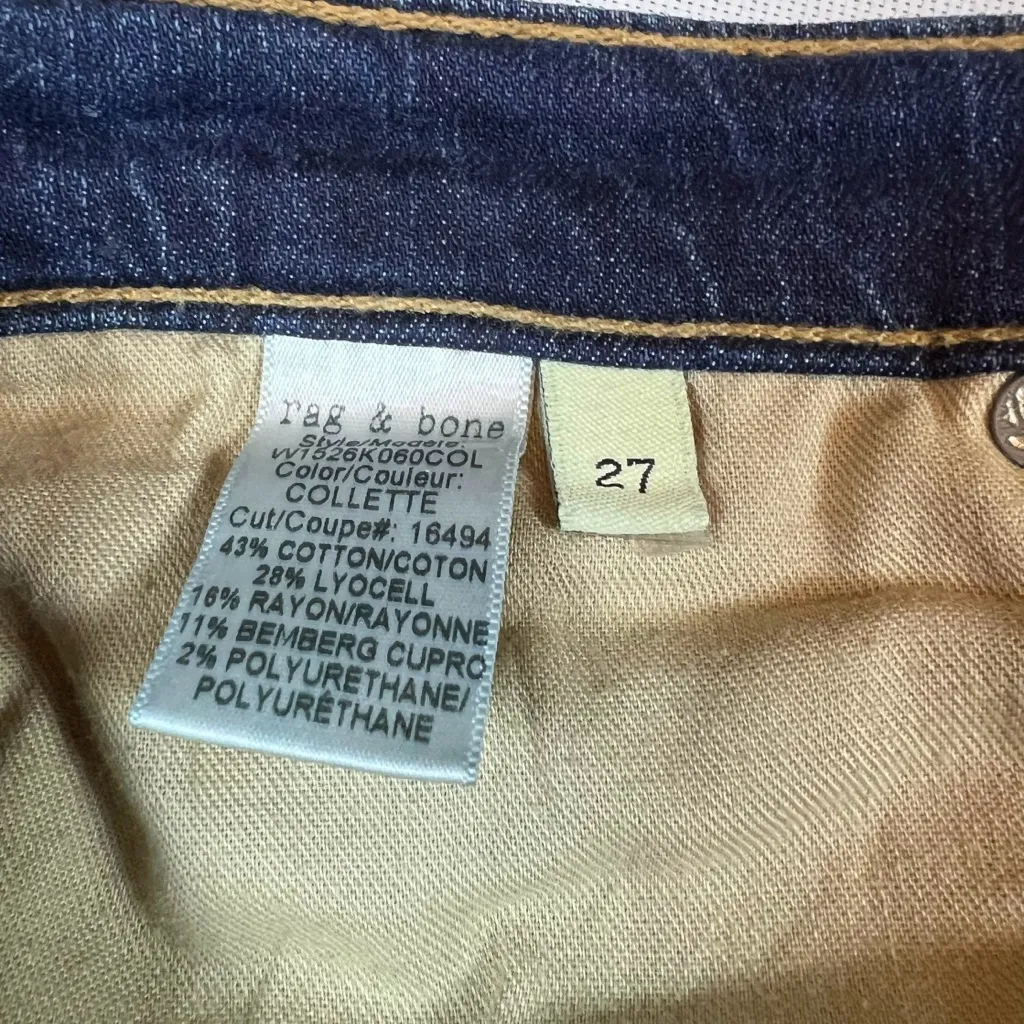 rag & bone
Style/Modèle:
W1526K060COL
Color/Couleur:
COLLETTE
Cut/Coupe#: 16494
43% COTTON/COTON
28% LYOCELL
16% RAYON/RAYONNE
11% BEMBERG CUPRO
2% POLYURETHANE/
POLYURÉTHANE
27